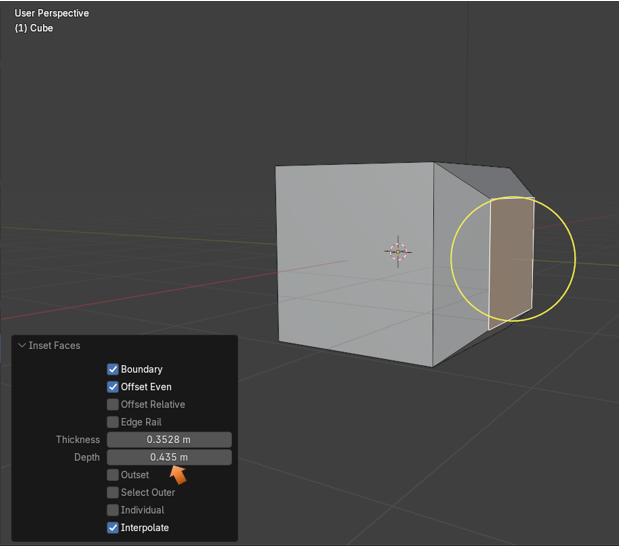 User Perspective
(1) Cube
Inset Faces
Boundary
Offset Even
Offset Relative
Edge Rail
Thickness 0.3528 m
Depth 0.435 m
Outset
Select Outer
Individual
Interpolate